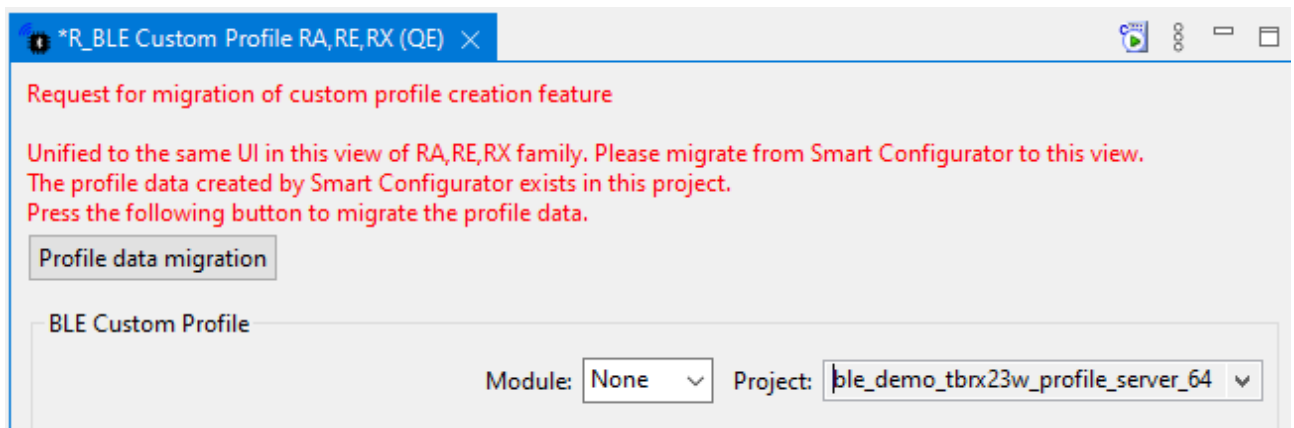 *R_BLE Custom Profile RA,RE,RX (QE)
Request for migration of custom profile creation feature
Unified to the same UI in this view of RA,RE,RX family. Please migrate from Smart Configurator to this view.
The profile data created by Smart Configurator exists in this project.
Press the following button to migrate the profile data.
Profile data migration
BLE Custom Profile
Module: None Project: ble_demo_tbrx23w_profile_server_64